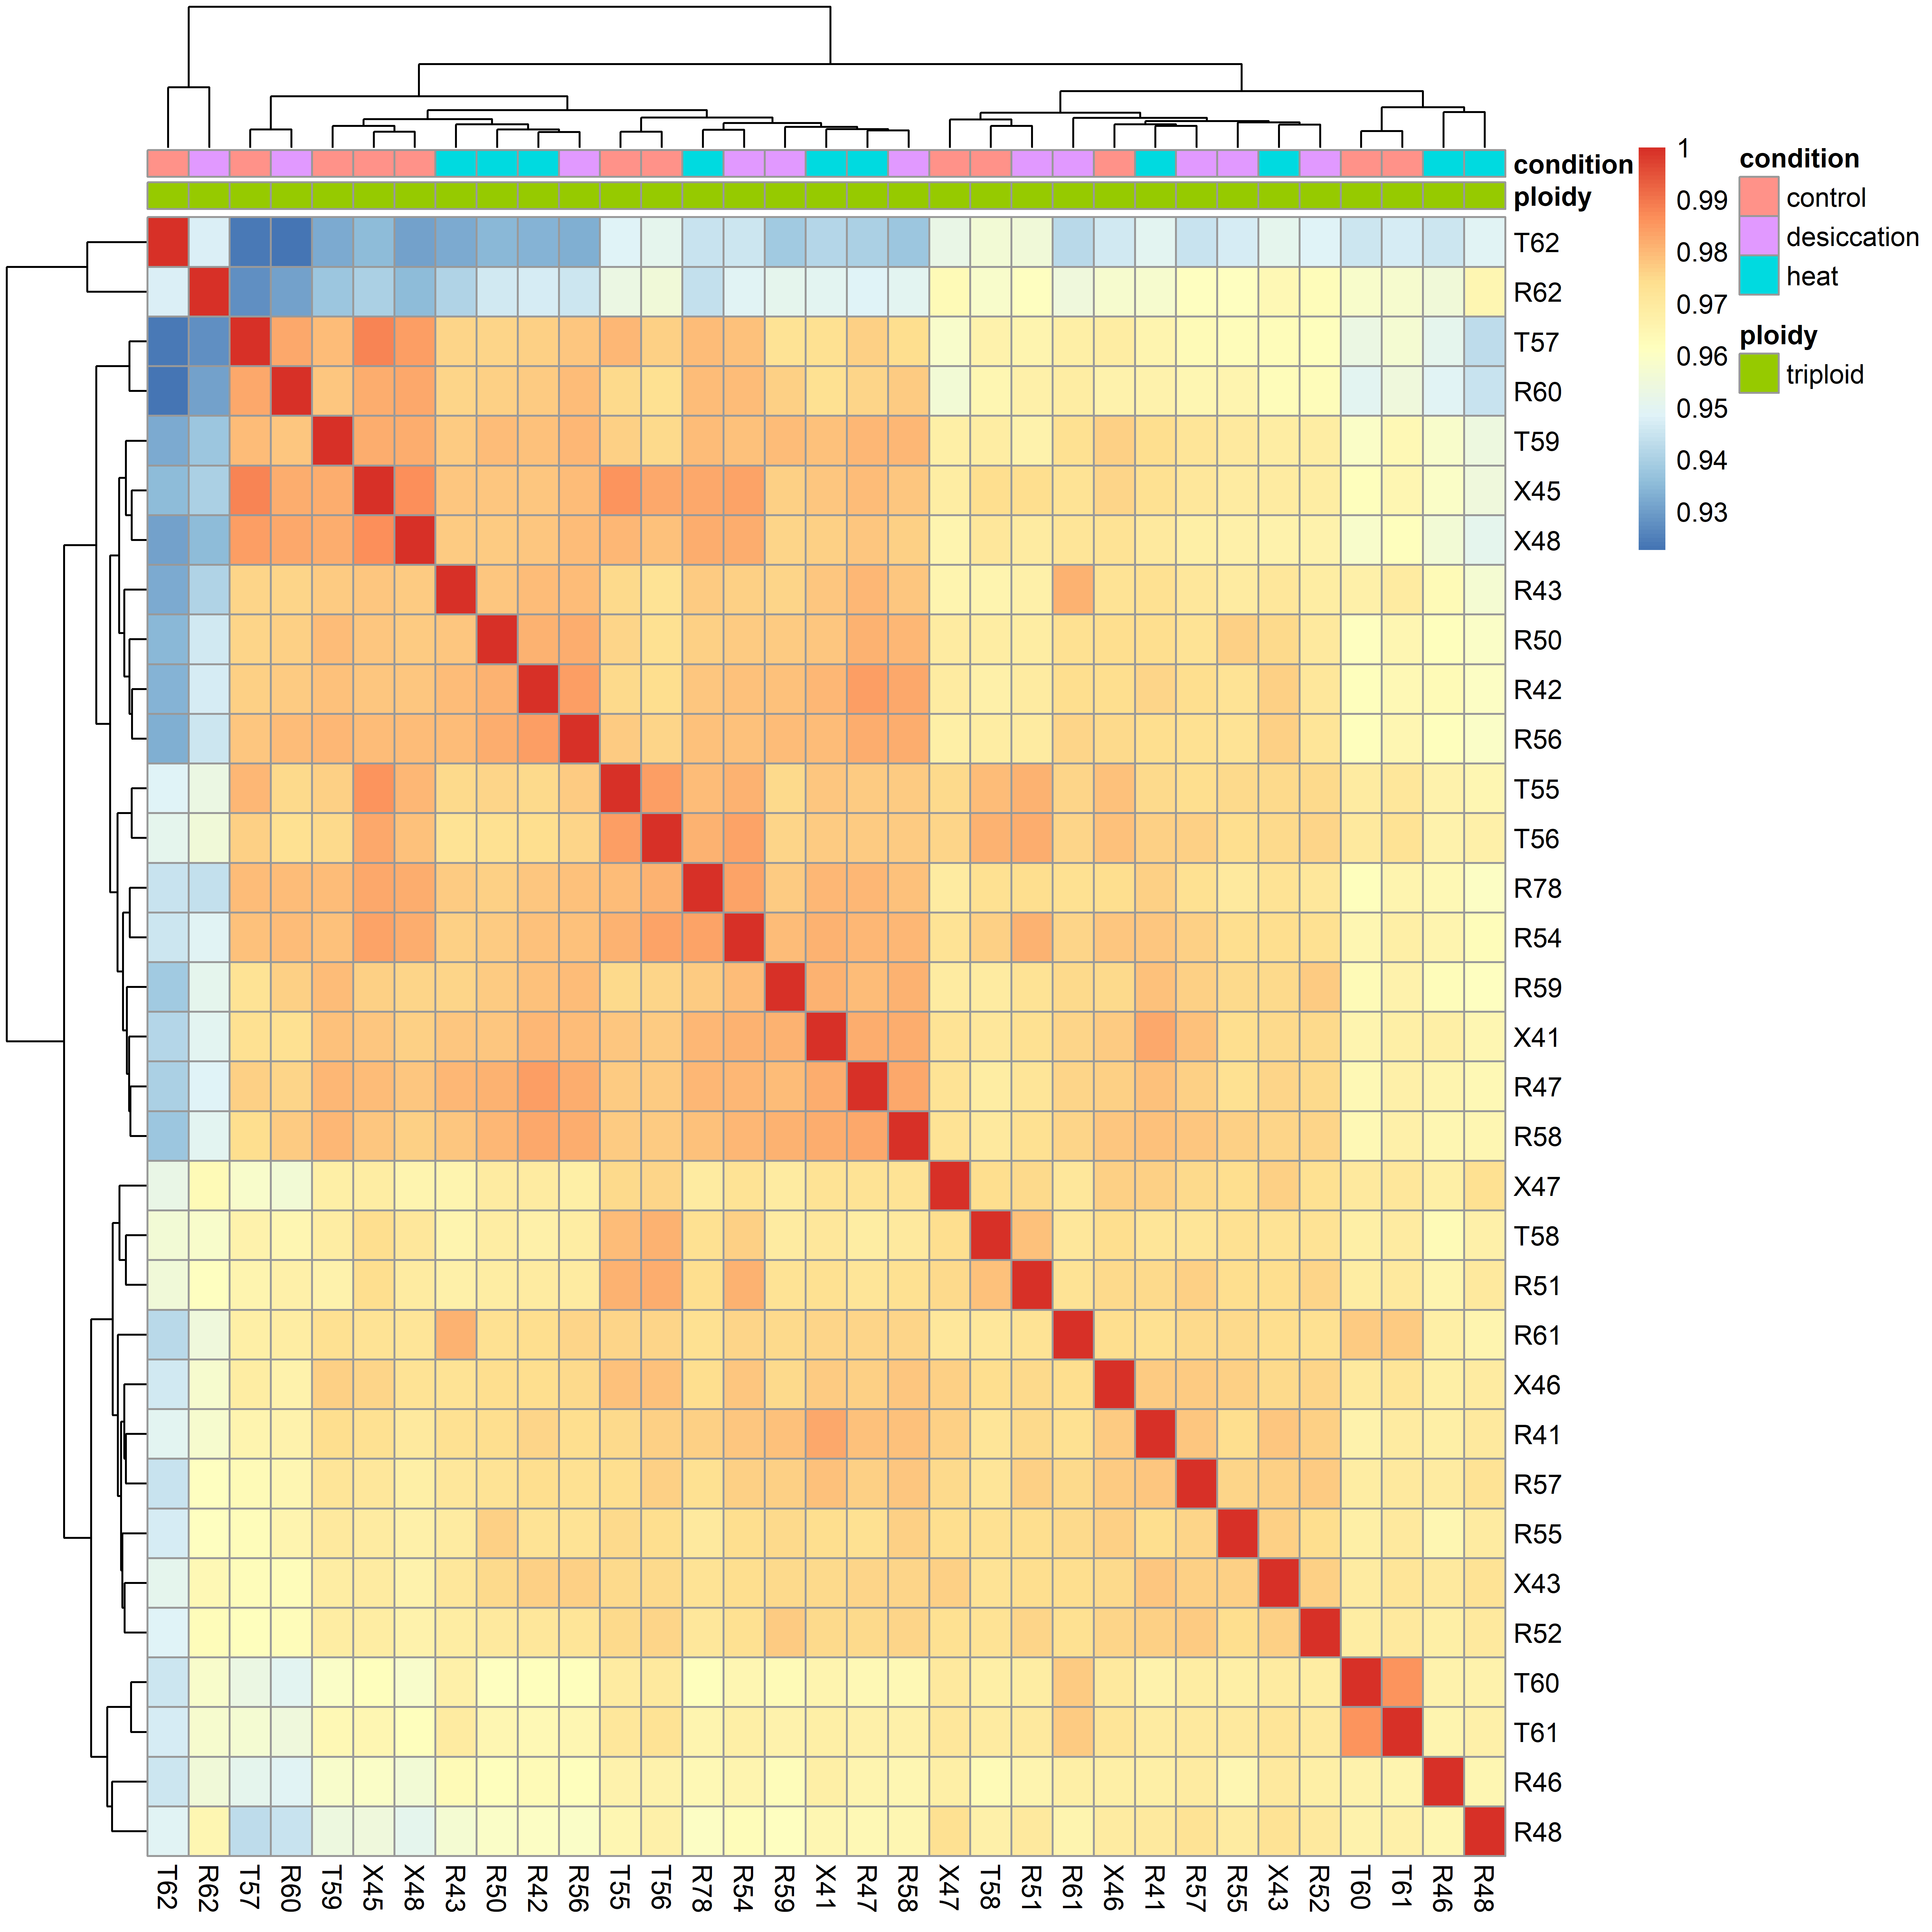 condition
ploidy
T62
R62
T57
R60
T59
X45
X48
R43
R50
R42
R56
T55
T56
R78
R54
R59
X41
R47
R58
X47
T58
R51
R61
X46
R41
R57
R55
X43
R52
T60
T61
R46
R48
T62 R62 T57 R60 T59 X45 X48 R43 R50 R42 R56 T55 T56 R78 R54 R59 X41 R47 R58 X47 T58 R51 R61 X46 R41 R57 R55 X43 R52 T60 T61 R46 R48
1
0.99
0.98
0.97
0.96
0.95
0.94
0.93
condition
control
desiccation
heat
ploidy
triploid